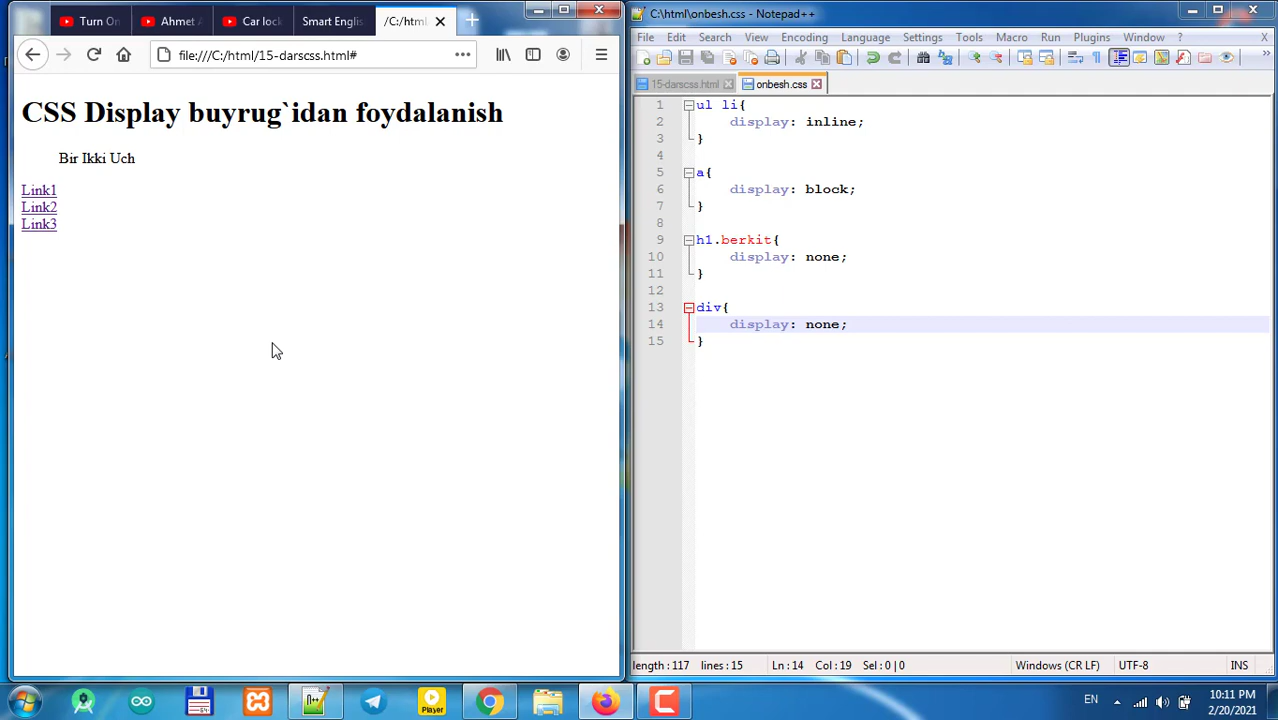 Turn On
Ahmet A
Car lock
Smart Englis
/C:/html
file:///C:/html/15-darscss.html#
CSS Display buyrug`idan foydalanish
Bir Ikki Uch
Link1
Link2
Link3
C:\html\onbesh.css - Notepad++
File Edit Search View Encoding Language Settings Tools Macro Run Plugins Window ? X
15-darscss.html
onbesh.css
1 ul li{
2 display: inline;
3 }
4
5 a{
6 display: block;
7 }
8
9 h1.berkit{
10 display: none;
11 }
12
13 div{
14 display: none;
15 }
length : 117 lines : 15 Ln : 14 Col : 19 Sel : 0 | 0 Windows (CR LF) UTF-8 INS
Player
EN
10:11 PM
2/20/2021